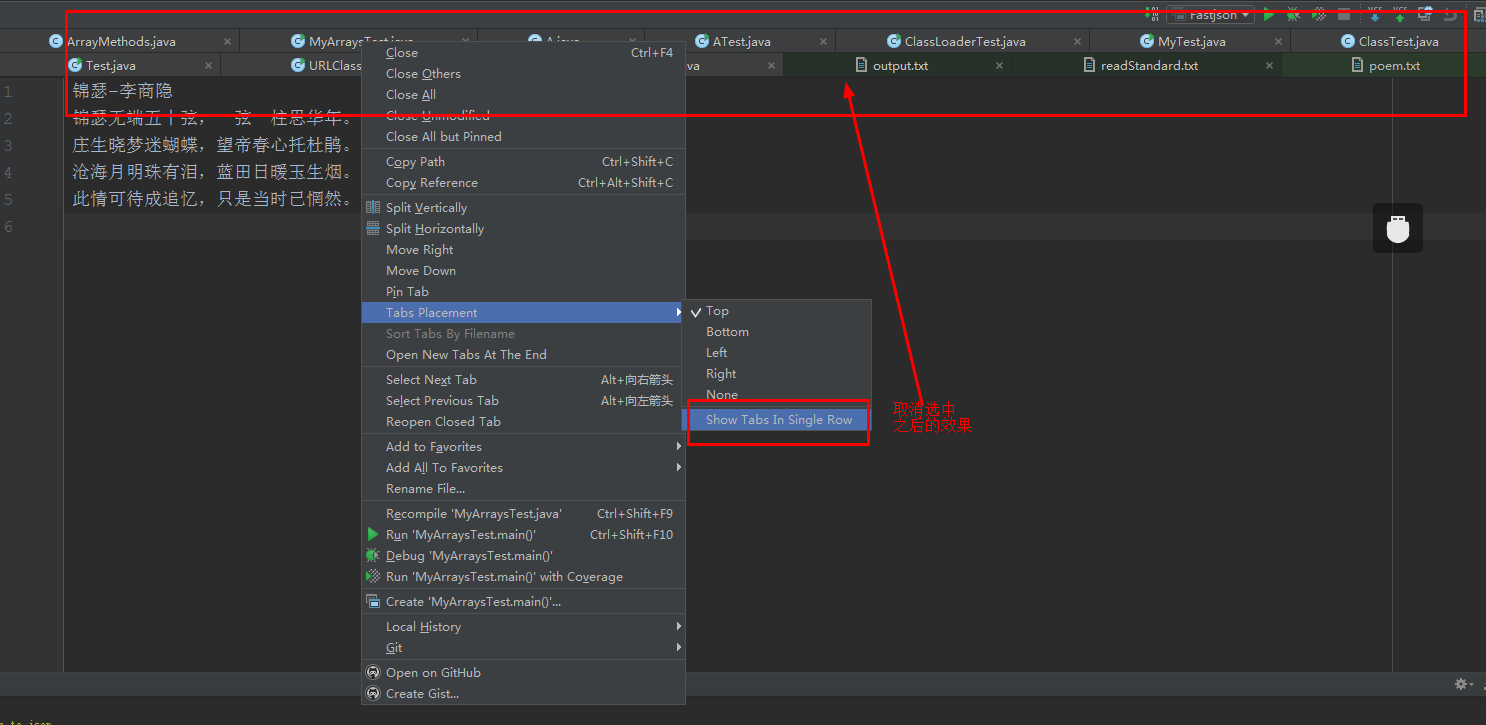 Fastjson
ArrayMethods.java
MyArraysTest.java
A.java
ATest.java
ClassLoaderTest.java
MyTest.java
ClassTest.java
Test.java
URLClass
va
output.txt
readStandard.txt
poem.txt
1 锦瑟-李商隐
2 锦瑟无端五十弦, 弦 柱思华年。
3 庄生晓梦迷蝴蝶, 望帝春心托杜鹃。
4 沧海月明珠有泪, 蓝田日暖玉生烟。
5 此情可待成追忆, 只是当时已惘然。
6
Close Ctrl+F4
Close Others
Close All
Close Unmodified
Close All but Pinned
Copy Path Ctrl+Shift+C
Copy Reference Ctrl+Alt+Shift+C
Split Vertically
Split Horizontally
Move Right
Move Down
Pin Tab
Tabs Placement
Sort Tabs By Filename
Open New Tabs At The End
Select Next Tab Alt+向右箭头
Select Previous Tab Alt+向左箭头
Reopen Closed Tab
Add to Favorites
Add All To Favorites
Rename File...
Recompile 'MyArraysTest.java' Ctrl+Shift+F9
Run 'MyArraysTest.main()' Ctrl+Shift+F10
Debug 'MyArraysTest.main()'
Run 'MyArraysTest.main()' with Coverage
Create 'MyArraysTest.main()'...
Local History
Git
Open on GitHub
Create Gist...
Top
Bottom
Left
Right
None
Show Tabs In Single Row
取消选中
之后的效果